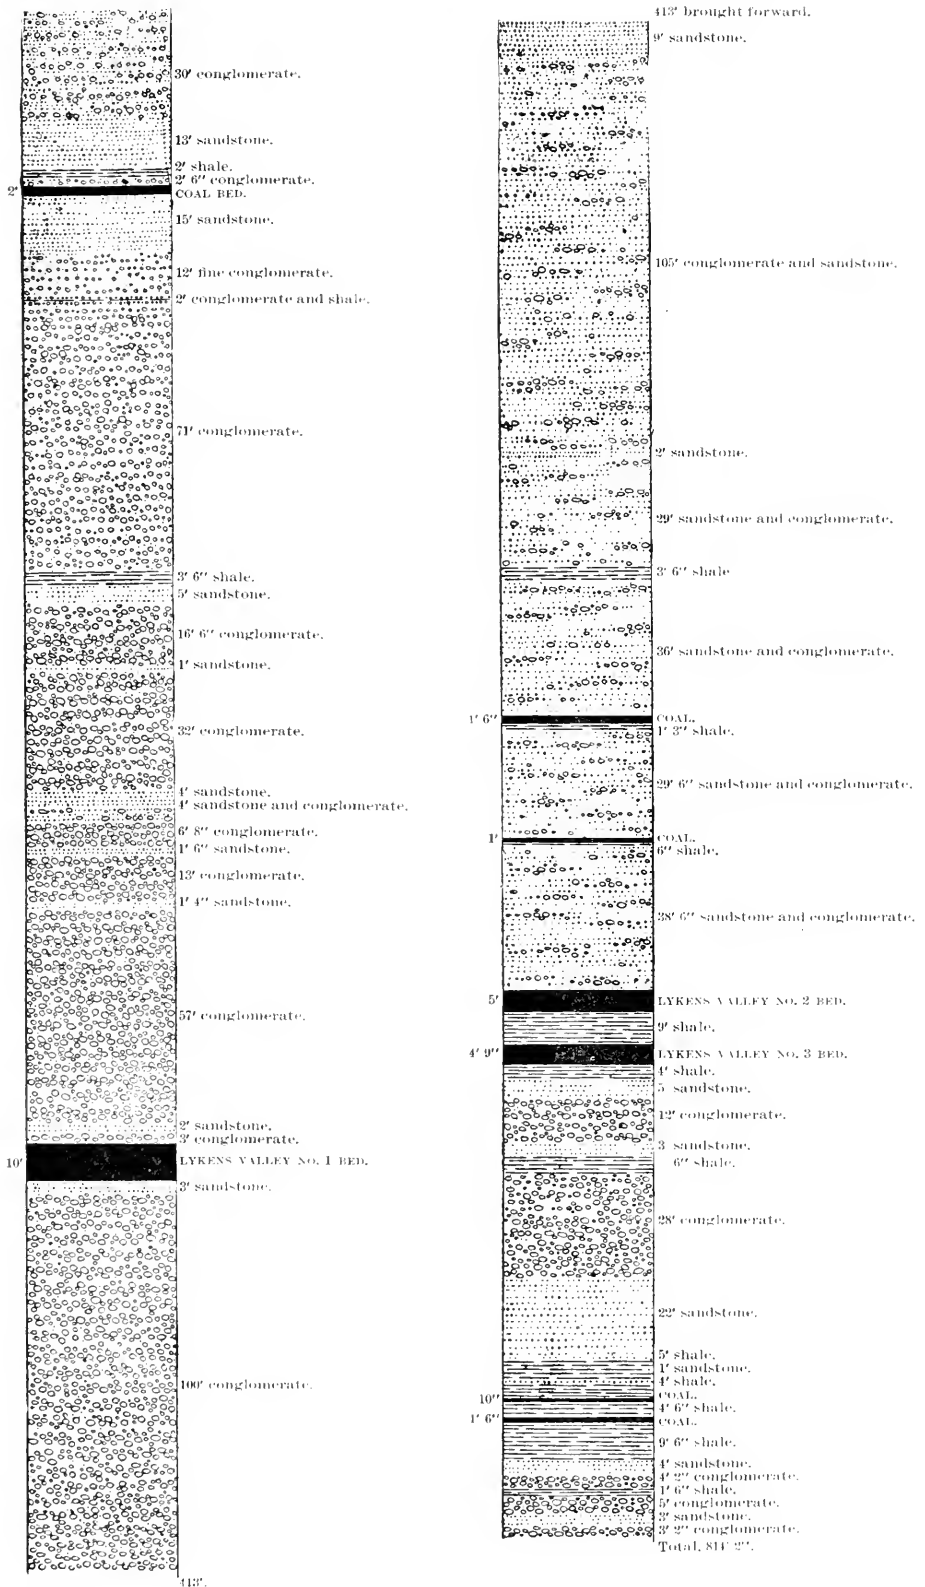 30' conglomerate.
13' sandstone.
2' shale.
2' 6'' conglomerate.
2' COAL BED.
15' sandstone.
12' fine conglomerate.
2' conglomerate and shale.
71' conglomerate.
3' 6'' shale.
5' sandstone.
16' 6'' conglomerate.
1' sandstone.
32' conglomerate.
4' sandstone.
4' sandstone and conglomerate.
6' 8'' conglomerate.
1' 6'' sandstone.
13' conglomerate.
1' 4'' sandstone.
57' conglomerate.
2' sandstone.
3' conglomerate.
10' LYKENS VALLEY NO. 1 BED.
3' sandstone.
100' conglomerate.
413'.
413' brought forward.
9' sandstone.
105' conglomerate and sandstone.
2' sandstone.
29' sandstone and conglomerate.
3' 6'' shale
36' sandstone and conglomerate.
1' 6'' COAL.
1' 3'' shale.
29' 6'' sandstone and conglomerate.
1' COAL.
6'' shale.
38' 6'' sandstone and conglomerate.
5' LYKENS VALLEY NO. 2 BED.
9' shale.
4' 9'' LYKENS VALLEY NO. 3 BED.
4' shale.
5 sandstone.
12' conglomerate.
3 sandstone.
6'' shale.
28' conglomerate.
22' sandstone.
5' shale.
1' sandstone.
4' shale.
10'' COAL.
4' 6'' shale.
1' 6'' COAL.
9' 6'' shale.
4' sandstone.
4' 2'' conglomerate.
1' 6'' shale.
5' conglomerate.
3' sandstone.
3' 2'' conglomerate.
Total, 814' 2''.